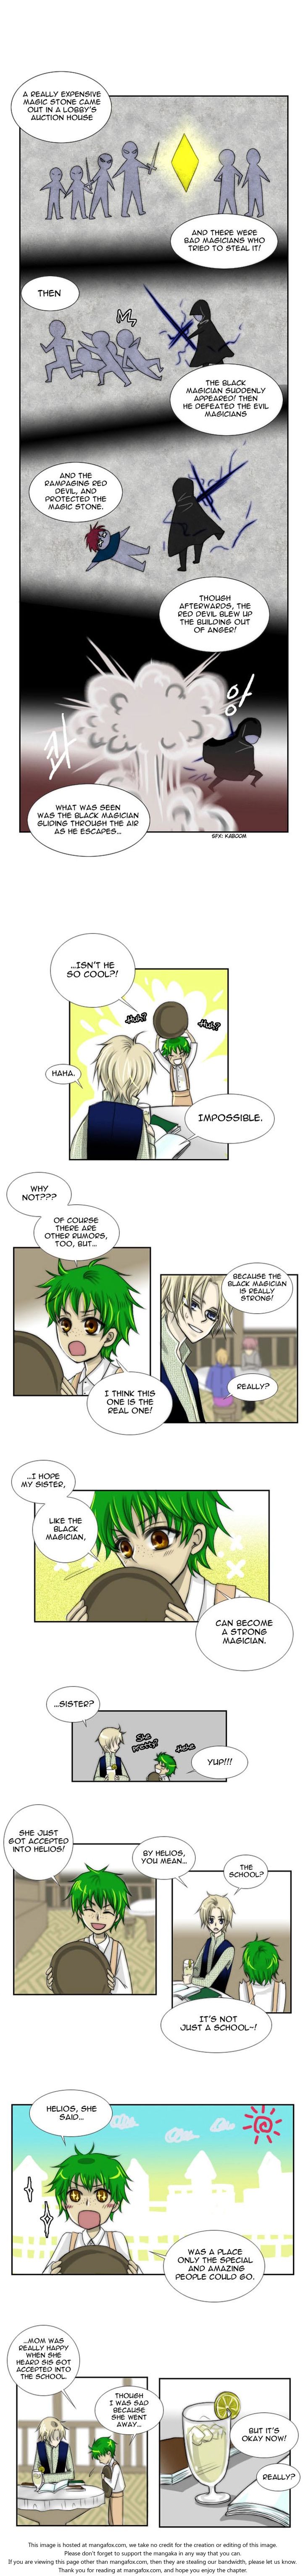 A REALLY EXPENSIVE
MAGIC STONE CAME
OUT IN A LOBBY'S
AUCTION HOUSE
AND THERE WERE
BAD MAGICIANS WHO
TRIED TO STEAL IT!
THEN
THE BLACK
MAGICIAN SUDDENLY
APPEARED! THEN
HE DEFEATED THE EVIL
MAGICIANS
AND THE
RAMPAGING RED
DEVIL, AND
PROTECTED THE
MAGIC STONE.
THOUGH
AFTERWARDS, THE
RED DEVIL BLEW UP
THE BUILDING OUT
OF ANGER!
콰
앙
WHAT WAS SEEN
WAS THE BLACK MAGICIAN
GLIDING THROUGH THE AIR
AS HE ESCAPES...
SFX: KABOOM
...ISN'T HE
SO COOL?!
HUH?
HUH?
HAHA.
IMPOSSIBLE.
WHY
NOT???
OF COURSE
THERE ARE
OTHER RUMORS,
TOO, BUT...
BECAUSE THE
BLACK MAGICIAN
IS REALLY
STRONG!
REALLY?
I THINK THIS
ONE IS THE
REAL ONE!
...I HOPE
MY SISTER,
LIKE THE
BLACK
MAGICIAN,
CAN BECOME
A STRONG
MAGICIAN.
...SISTER?
She
pretty?
Hehe
YUP!!!
SHE JUST
GOT ACCEPTED
INTO HELIOS!
BY HELIOS,
YOU MEAN...
THE
SCHOOL?
IT'S NOT
JUST A SCHOOL~!
HELIOS, SHE
SAID...
WAS A PLACE
ONLY THE SPECIAL
AND AMAZING
PEOPLE COULD GO.
...MOM WAS
REALLY HAPPY
WHEN SHE
HEARD SIS GOT
ACCEPTED INTO
THE SCHOOL.
THOUGH
I WAS SAD
BECAUSE
SHE WENT
AWAY...
BUT IT'S
OKAY NOW!
REALLY?
This image is hosted at mangafox.com, we take no credit for the creation or editing of this image.
Please don't forget to support the mangaka in any way that you can.
If you are viewing this page other than mangafox.com, then they are stealing our bandwidth, please let us know.
Thank you for reading at mangafox.com, and hope you enjoy the chapter.